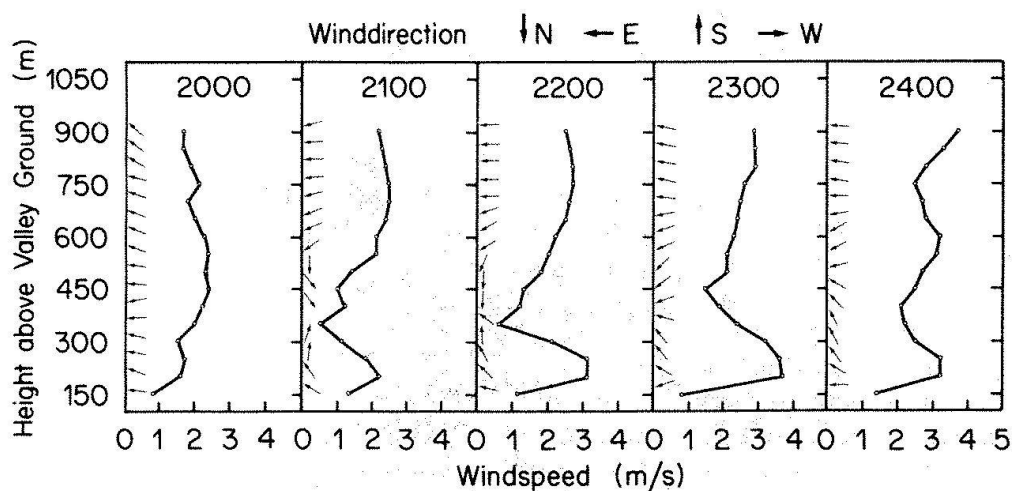 Winddirection ↓N ←E ↑S →W
Height above Valley Ground (m)
1050
900
750
600
450
300
150
2000 2100 2200 2300 2400
0 1 2 3 4 0 1 2 3 4 0 1 2 3 4 0 1 2 3 4 0 1 2 3 4 5
Windspeed (m/s)